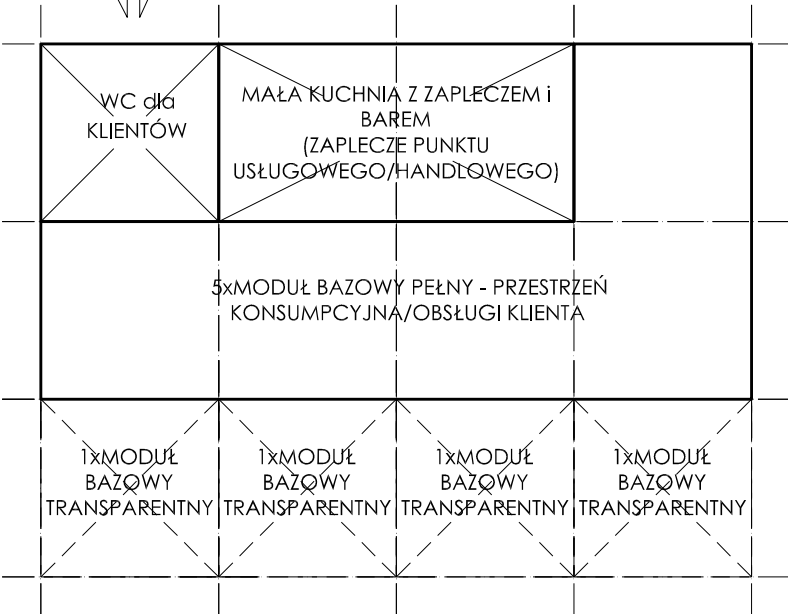 WC dla
KLIENTÓW
MAŁA KUCHNIA Z ZAPLECZEM i
BAREM
(ZAPLECZE PUNKTU
USŁUGOWEGO/HANDLOWEGO)
5xMODUŁ BAZOWY PEŁNY - PRZESTRZEŃ
KONSUMPCYJNA/OBSŁUGI KLIENTA
1xMODUŁ
BAZOWY
TRANSPARENTNY
1xMODUŁ
BAZOWY
TRANSPARENTNY
1xMODUŁ
BAZOWY
TRANSPARENTNY
1xMODUŁ
BAZOWY
TRANSPARENTNY